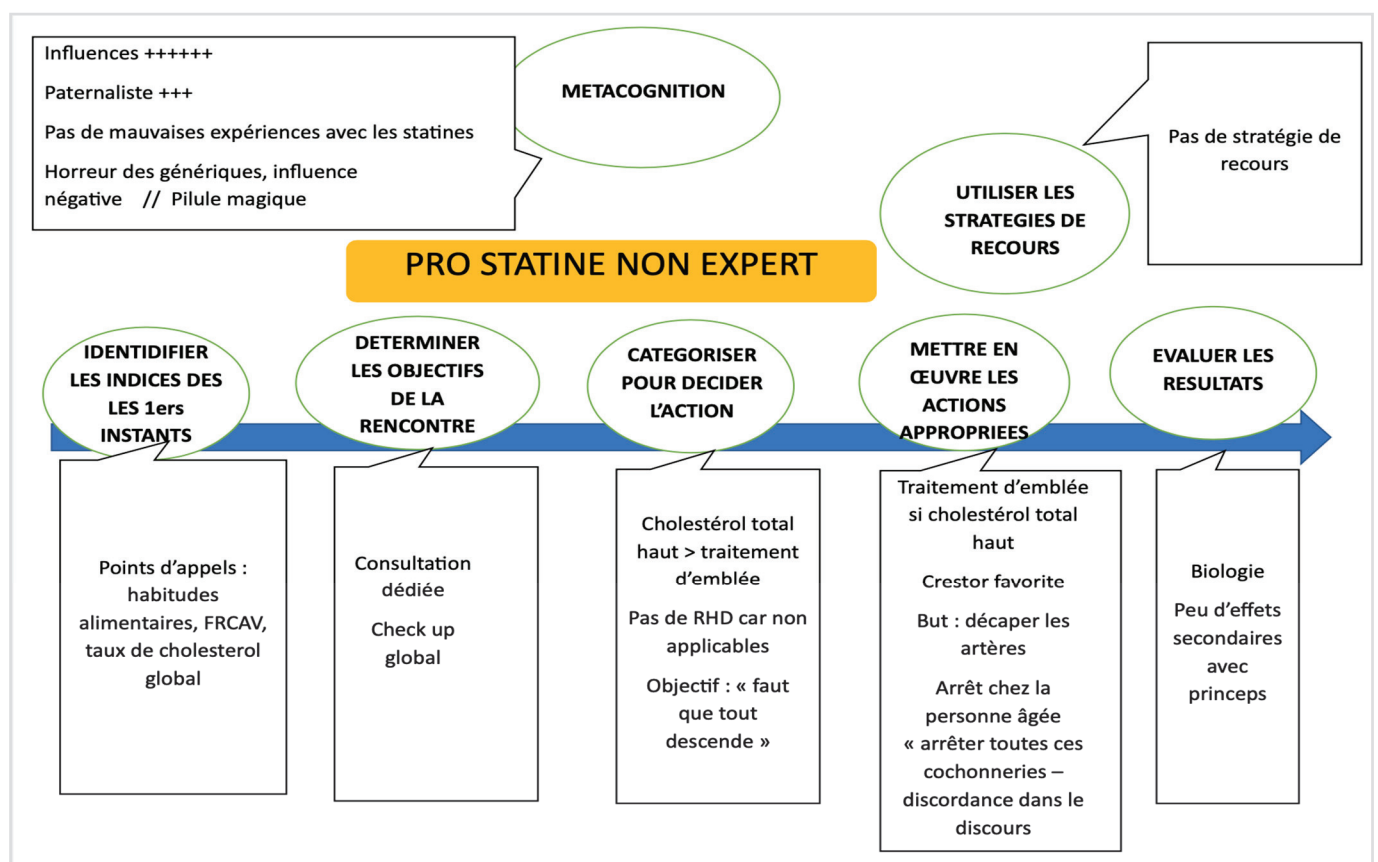 Influences ++++++
Paternaliste +++
Pas de mauvaises expériences avec les statines
Horreur des génériques, influence
négative // Pilule magique
METACOGNITION
UTILISER LES
STRATEGIES DE
RECOURS
Pas de stratégie de
recours
PRO STATINE NON EXPERT
IDENTIDIFIER
LES INDICES DES
LES 1ers
INSTANTS
DETERMINER
LES OBJECTIFS
DE LA
RENCONTRE
CATEGORISER
POUR DECIDER
L’ACTION
METTRE EN
ŒUVRE LES
ACTIONS
APPROPRIEES
EVALUER LES
RESULTATS
Points d’appels :
habitudes
alimentaires, FRCAV,
taux de cholesterol
global
Consultation
dédiée
Check up
global
Cholestérol total
haut > traitement
d’emblée
Pas de RHD car non
applicables
Objectif : « faut
que tout
descende »
Traitement d’emblée
si cholestérol total
haut
Crestor favorite
But : décaper les
artères
Arrêt chez la
personne âgée
« arrêter toutes ces
cochonneries –
discordance dans le
discours
Biologie
Peu d’effets
secondaires
avec
princeps